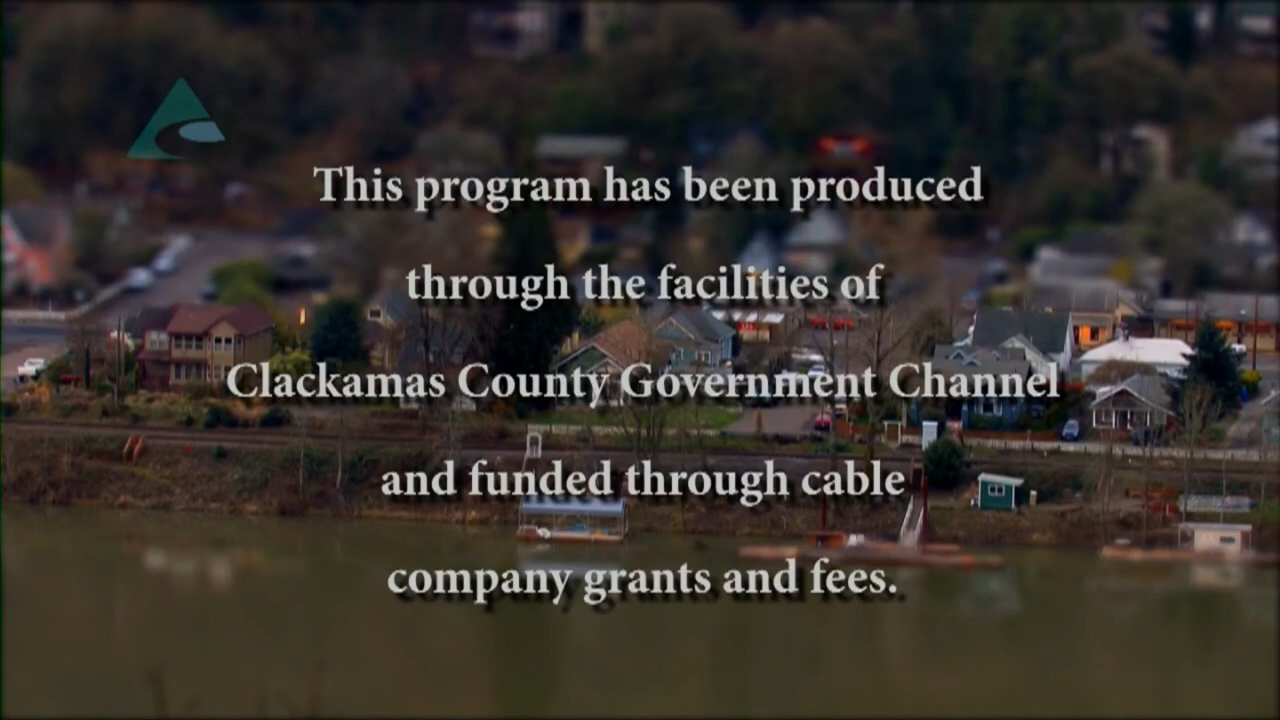 This program has been produced
through the facilities of
Clackamas County Government Channel
and funded through cable
company grants and fees.